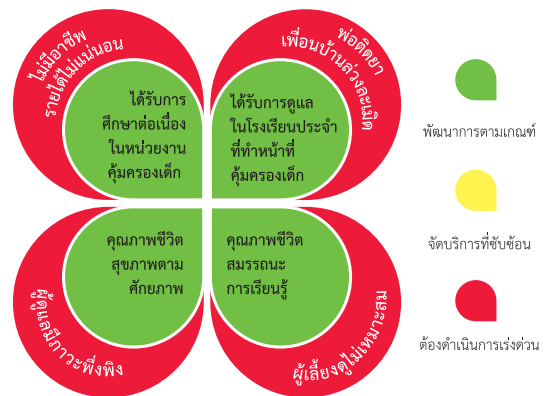 ไม่มีอาชีพ
รายได้ไม่แน่นอน
ได้รับการ
ศึกษาต่อเนื่อง
ในหน่วยงาน
คุ้มครองเด็ก
พ่อติดยา
เพื่อนบ้านล่วงละเมิด
ได้รับการดูแล
ในโรงเรียนประจำ
ที่ทำหน้าที่
คุ้มครองเด็ก
คุณภาพชีวิต
สุขภาพตาม
ศักยภาพ
ผู้ดูแลมีภาวะพึ่งพิง
คุณภาพชีวิต
สมรรถนะ
การเรียนรู้
ผู้เลี้ยงดูไม่เหมาะสม
พัฒนาการตามเกณฑ์
จัดบริการที่ซับซ้อน
ต้องดำเนินการเร่งด่วน